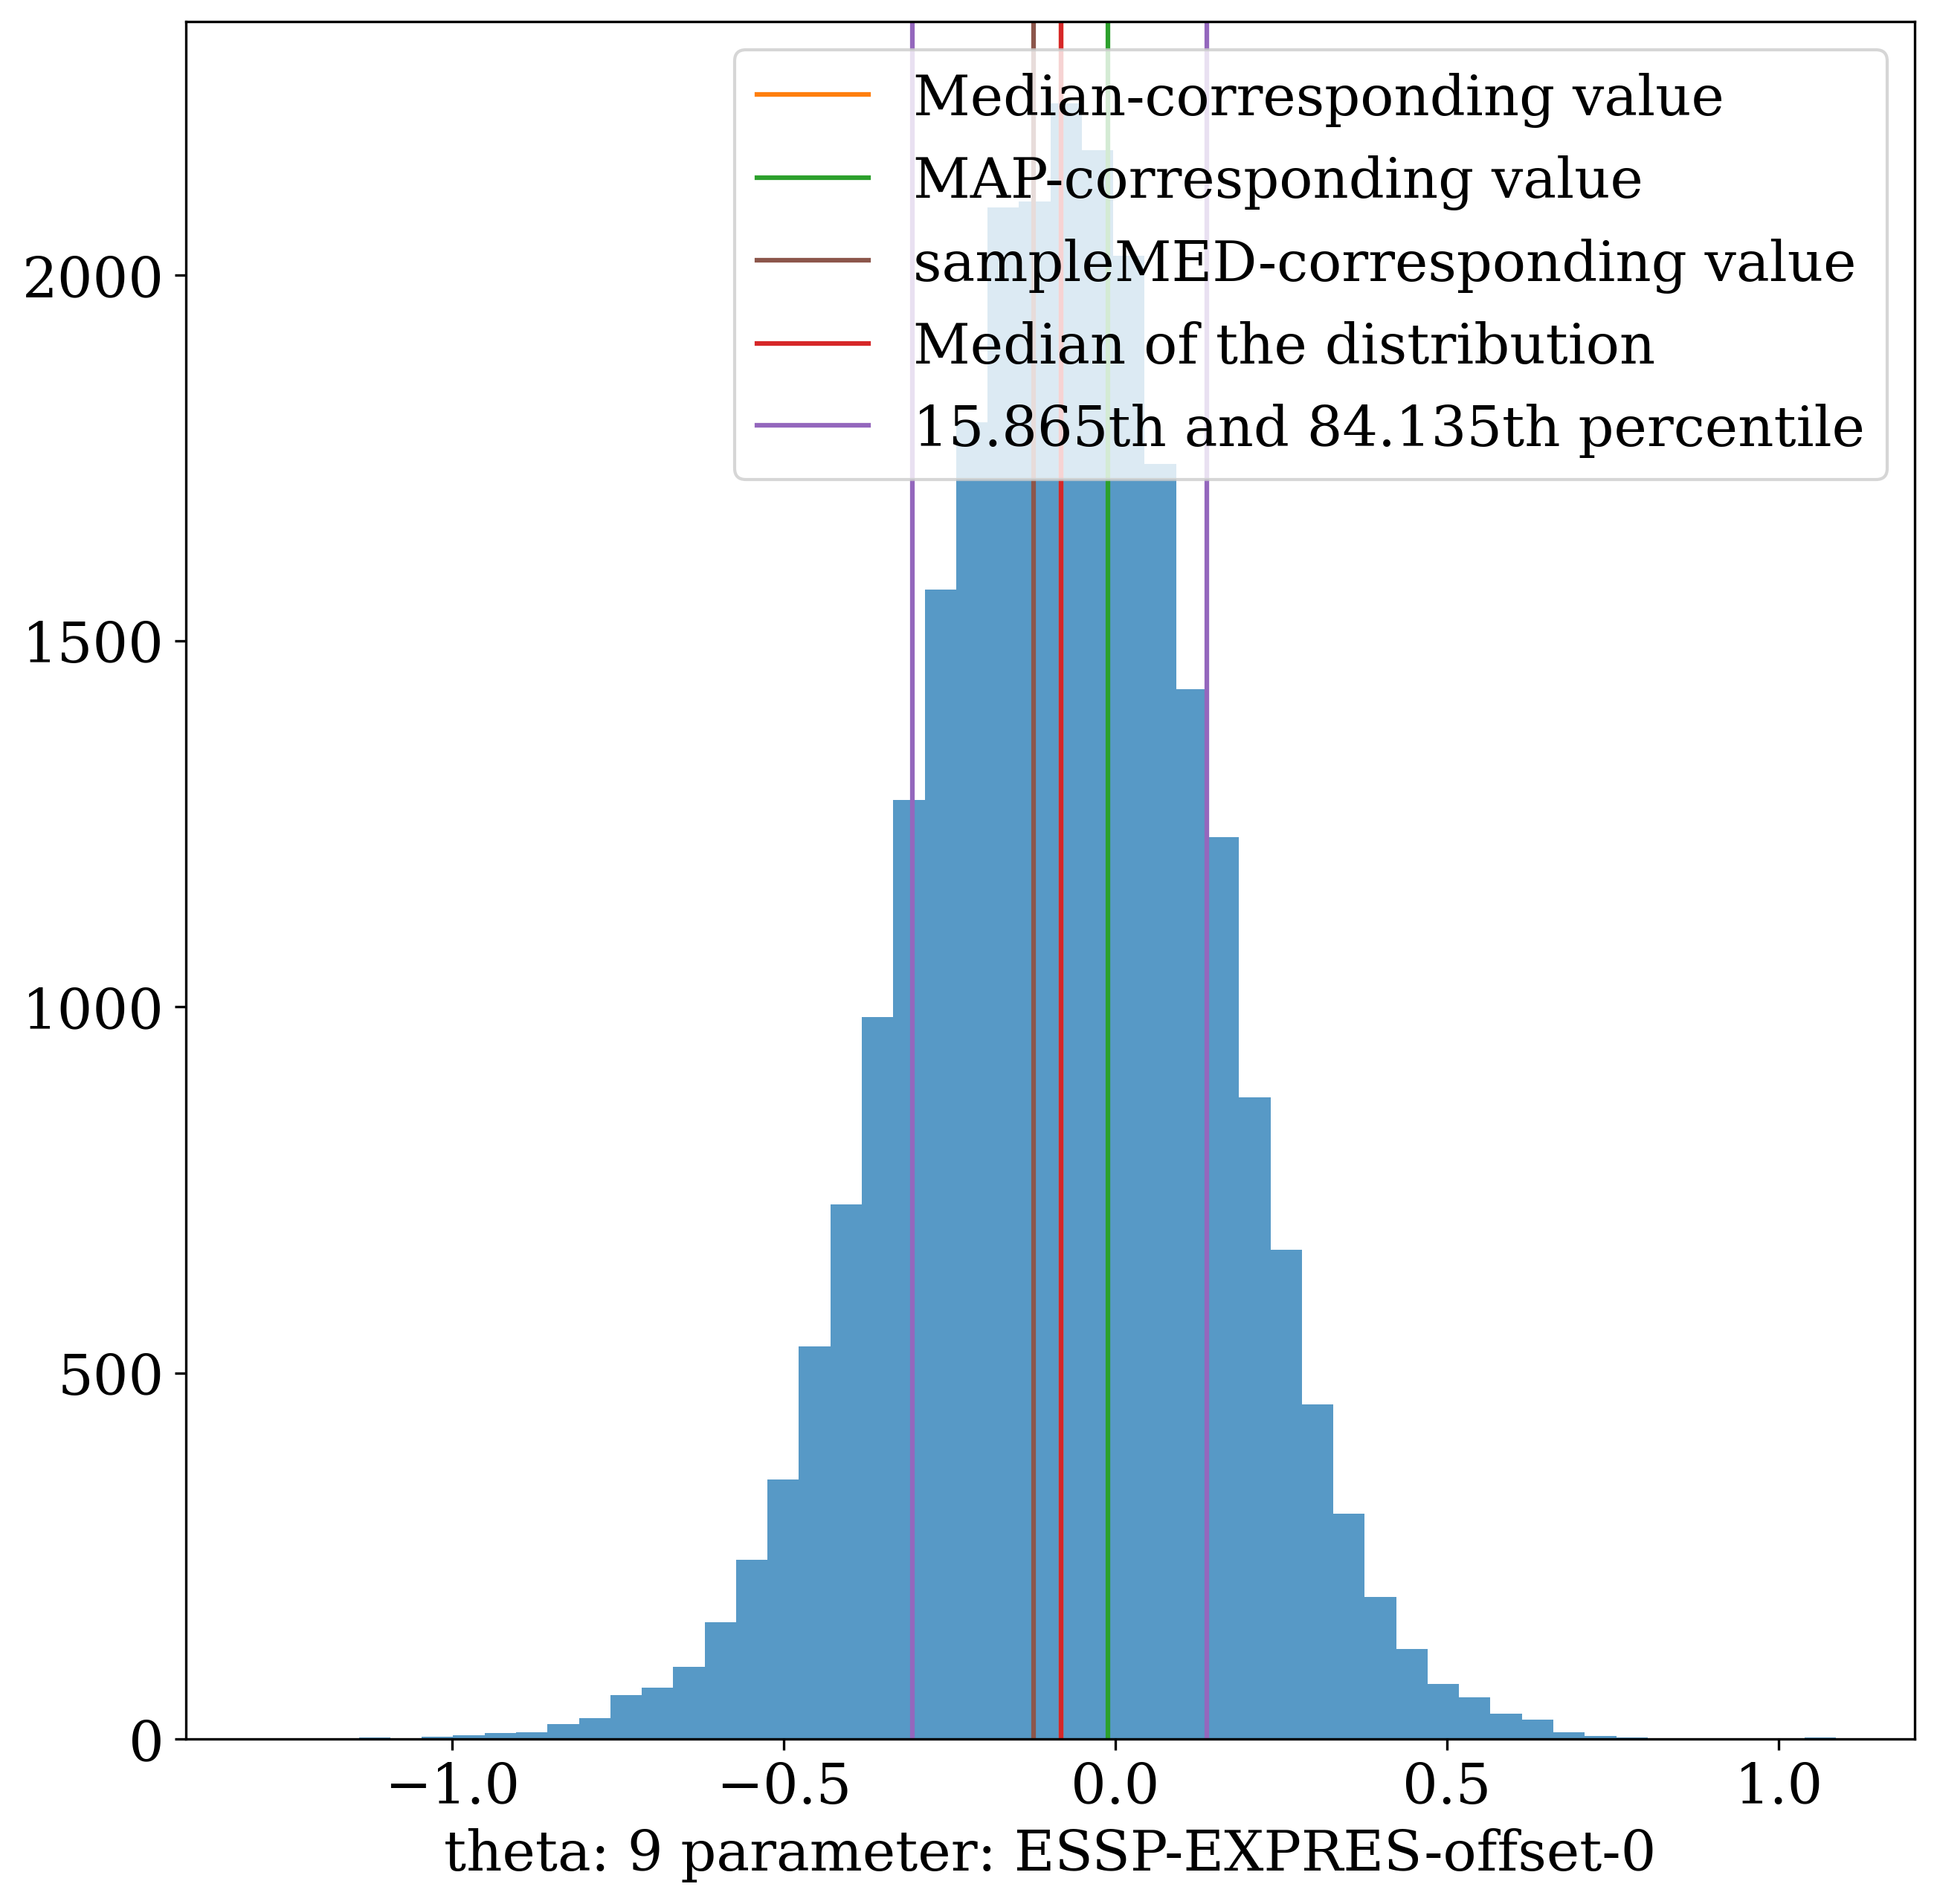 Median-corresponding value
MAP-corresponding value
sampleMED-corresponding value
Median of the distribution
15.865th and 84.135th percentile
2000
1500
1000
500
0
−1.0 −0.5 0.0 0.5 1.0
theta: 9 parameter: ESSP-EXPRES-offset-0